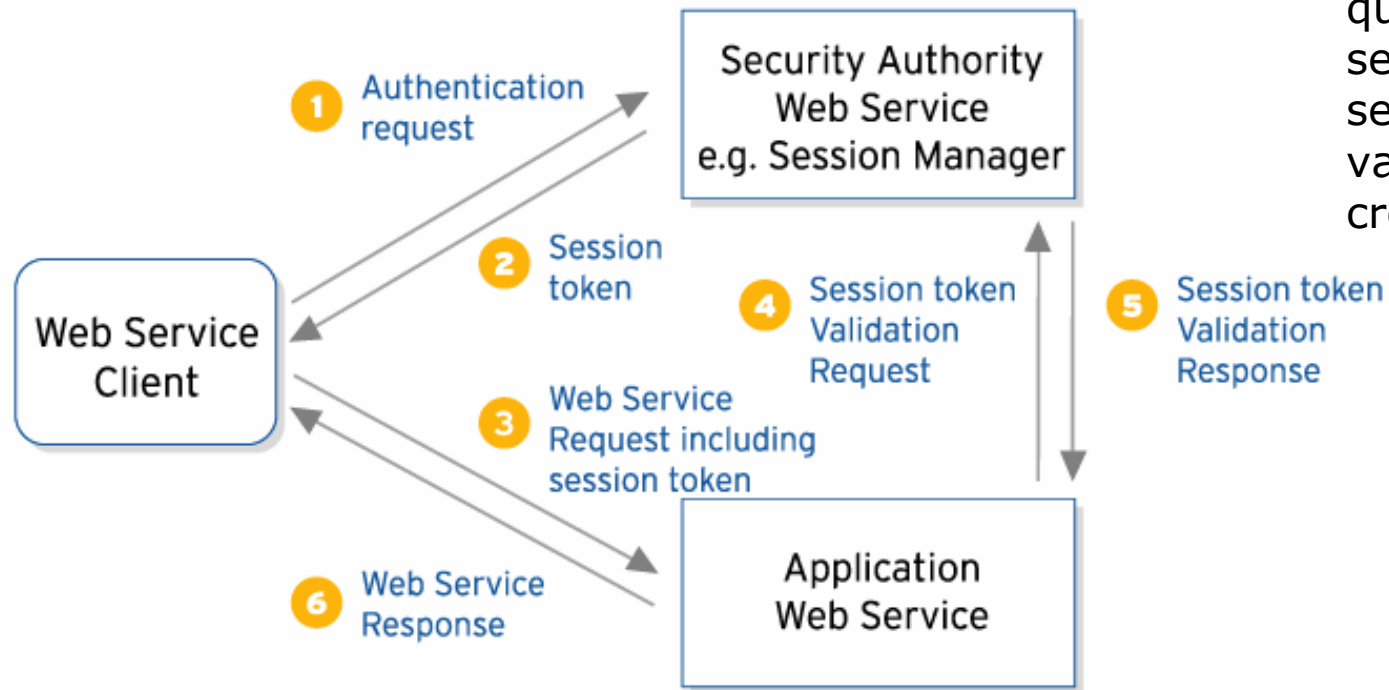 Security Authority
Web Service
e.g. Session Manager
1
Authentication
request
2
Session
token
Web Service
Client
4
Session token
Validation
Request
5
Session token
Validation
Response
3
Web Service
Request including
session token
6
Web Service
Response
Application
Web Service